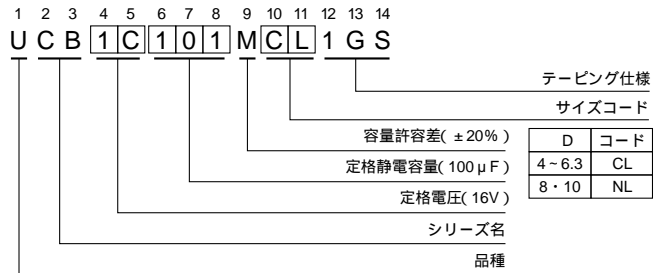 1 2 3 4 5 6 7 8 9 10 11 12 13 14
U C B 1 C 1 0 1 M C L 1 G S
テーピング仕様
サイズコード
容量許容差( ±20% )
定格静電容量( 100μF )
定格電圧( 16V )
シリーズ名
品種
D コード
4~6.3 CL
8・10 NL